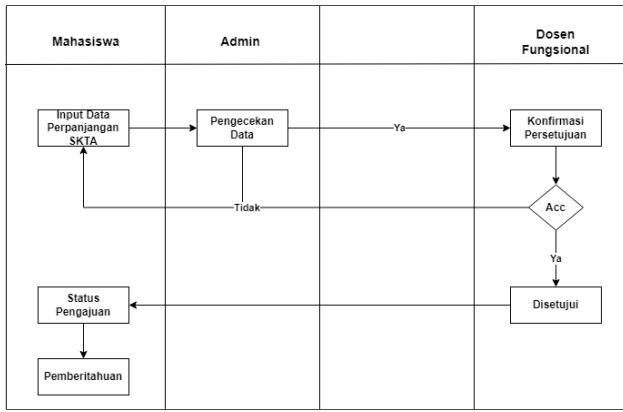 Mahasiswa
Admin
Dosen
Fungsional
Input Data
Perpanjangan
SKTA
Pengecekan
Data
Ya
Konfirmasi
Persetujuan
Tidak
Acc
Ya
Status
Pengajuan
Disetujui
Pemberitahuan